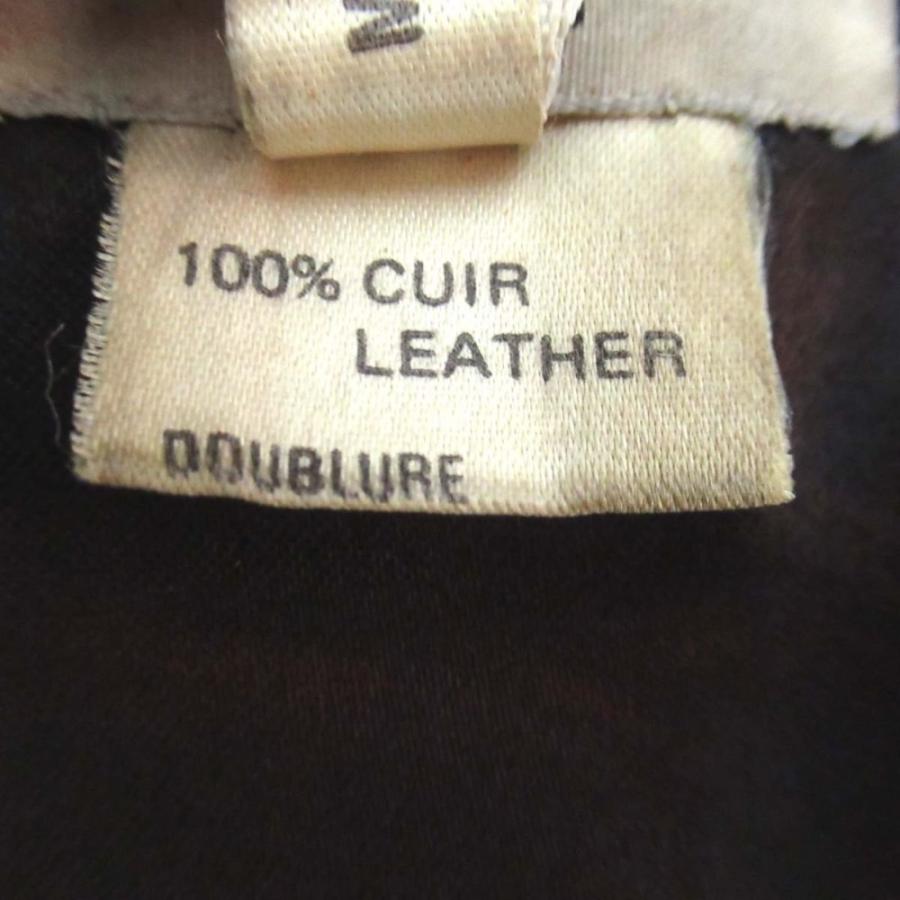 M
100% CUIR
LEATHER
DOUBLURE